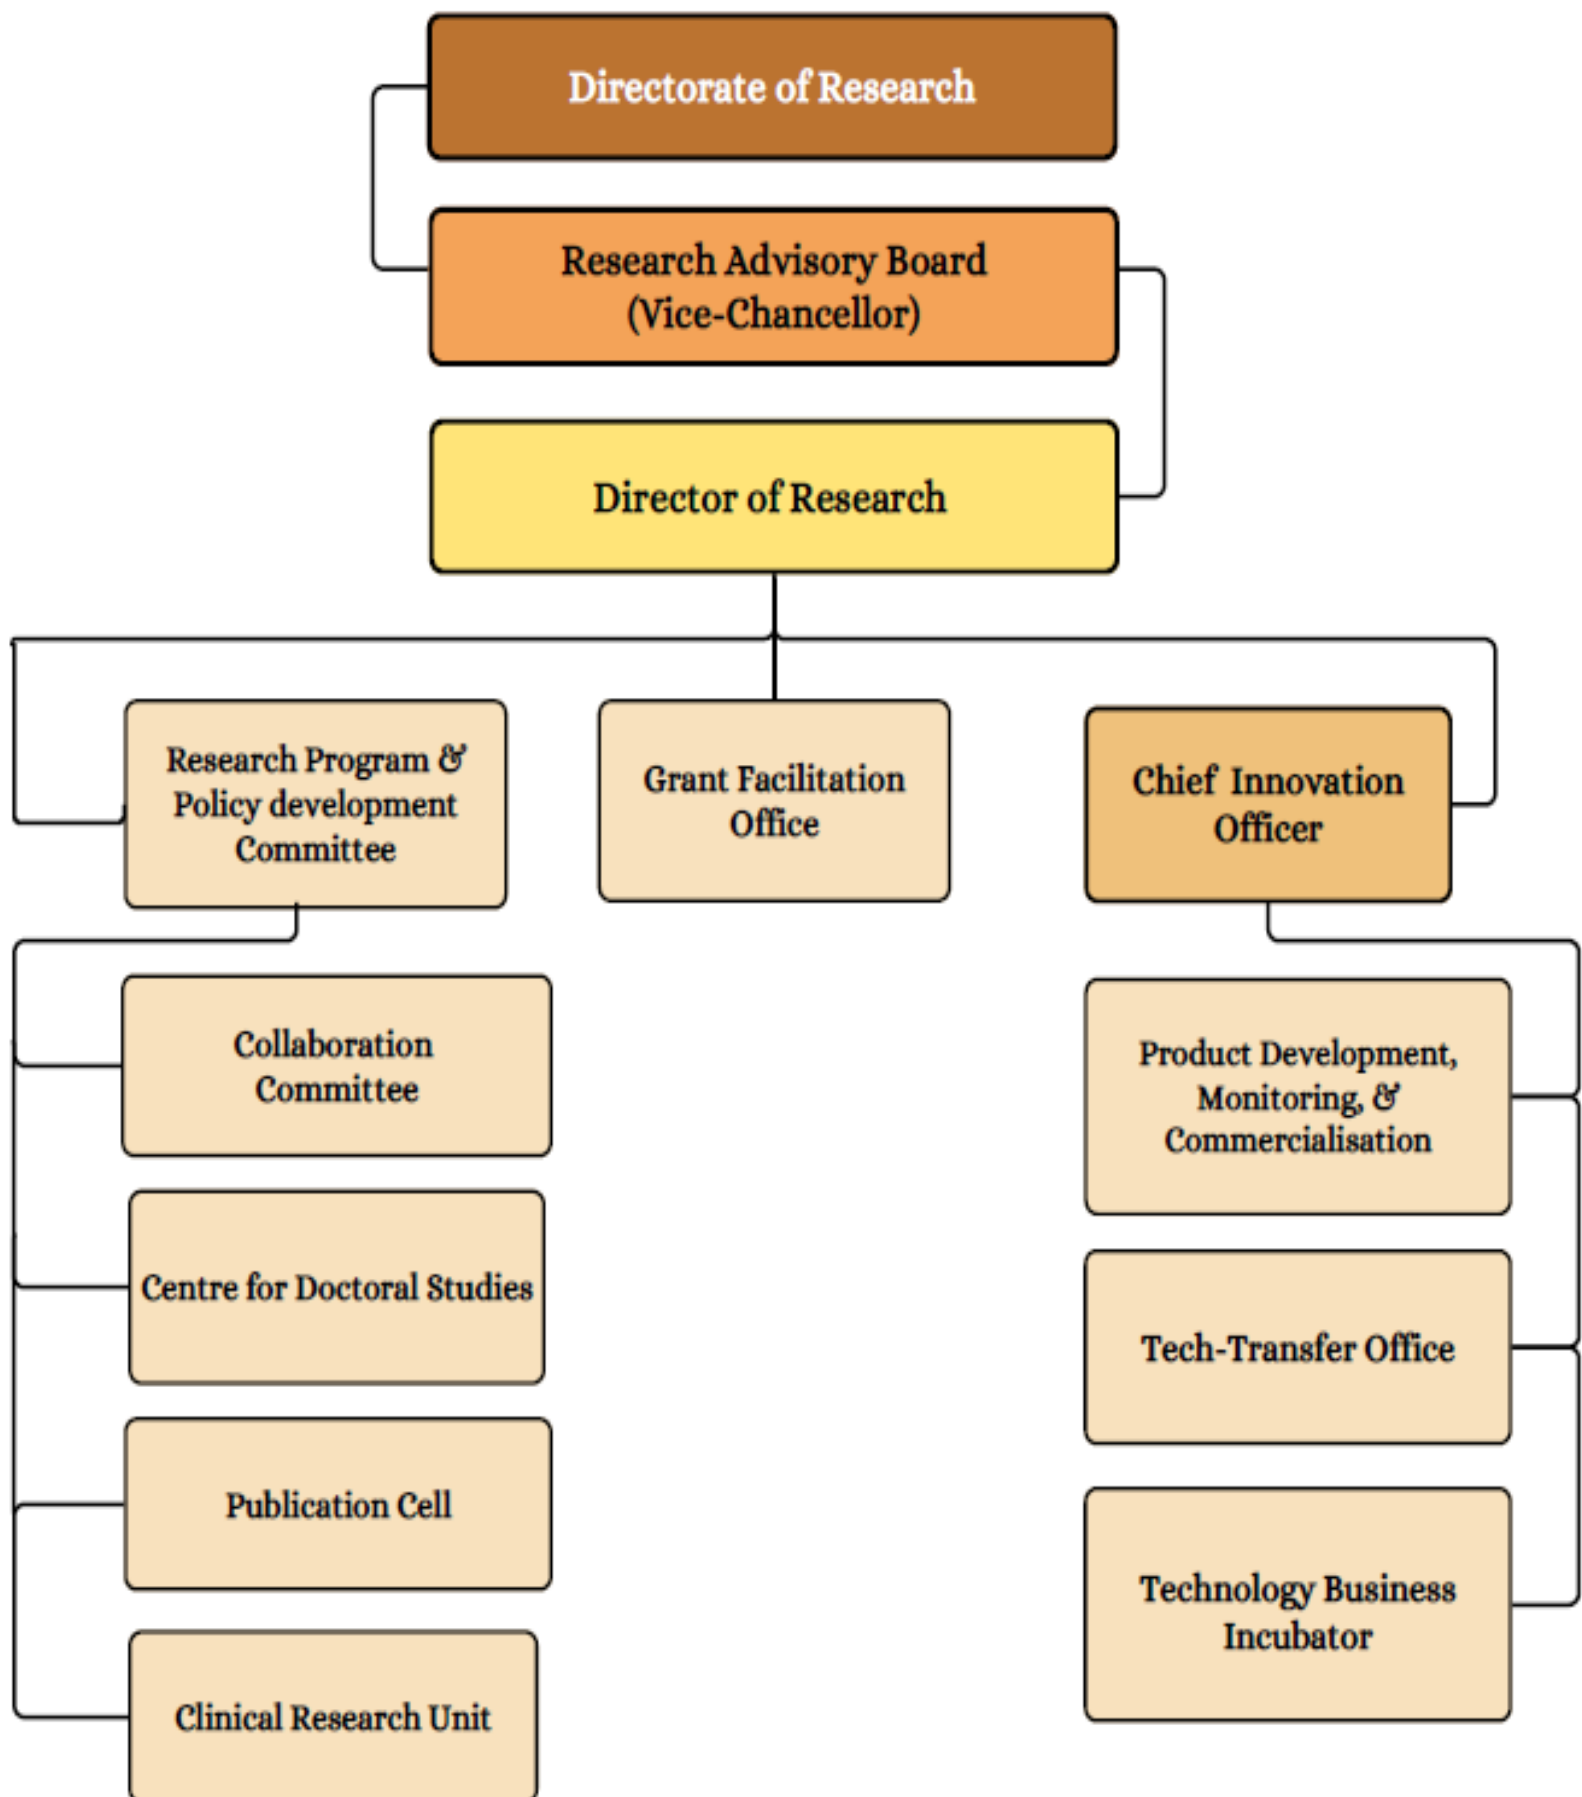 Directorate of Research
Research Advisory Board
(Vice-Chancellor)
Director of Research
Research Program &
Policy development
Committee
Grant Facilitation
Office
Chief Innovation
Officer
Collaboration
Committee
Centre for Doctoral Studies
Publication Cell
Clinical Research Unit
Product Development,
Monitoring, &
Commercialisation
Tech-Transfer Office
Technology Business
Incubator